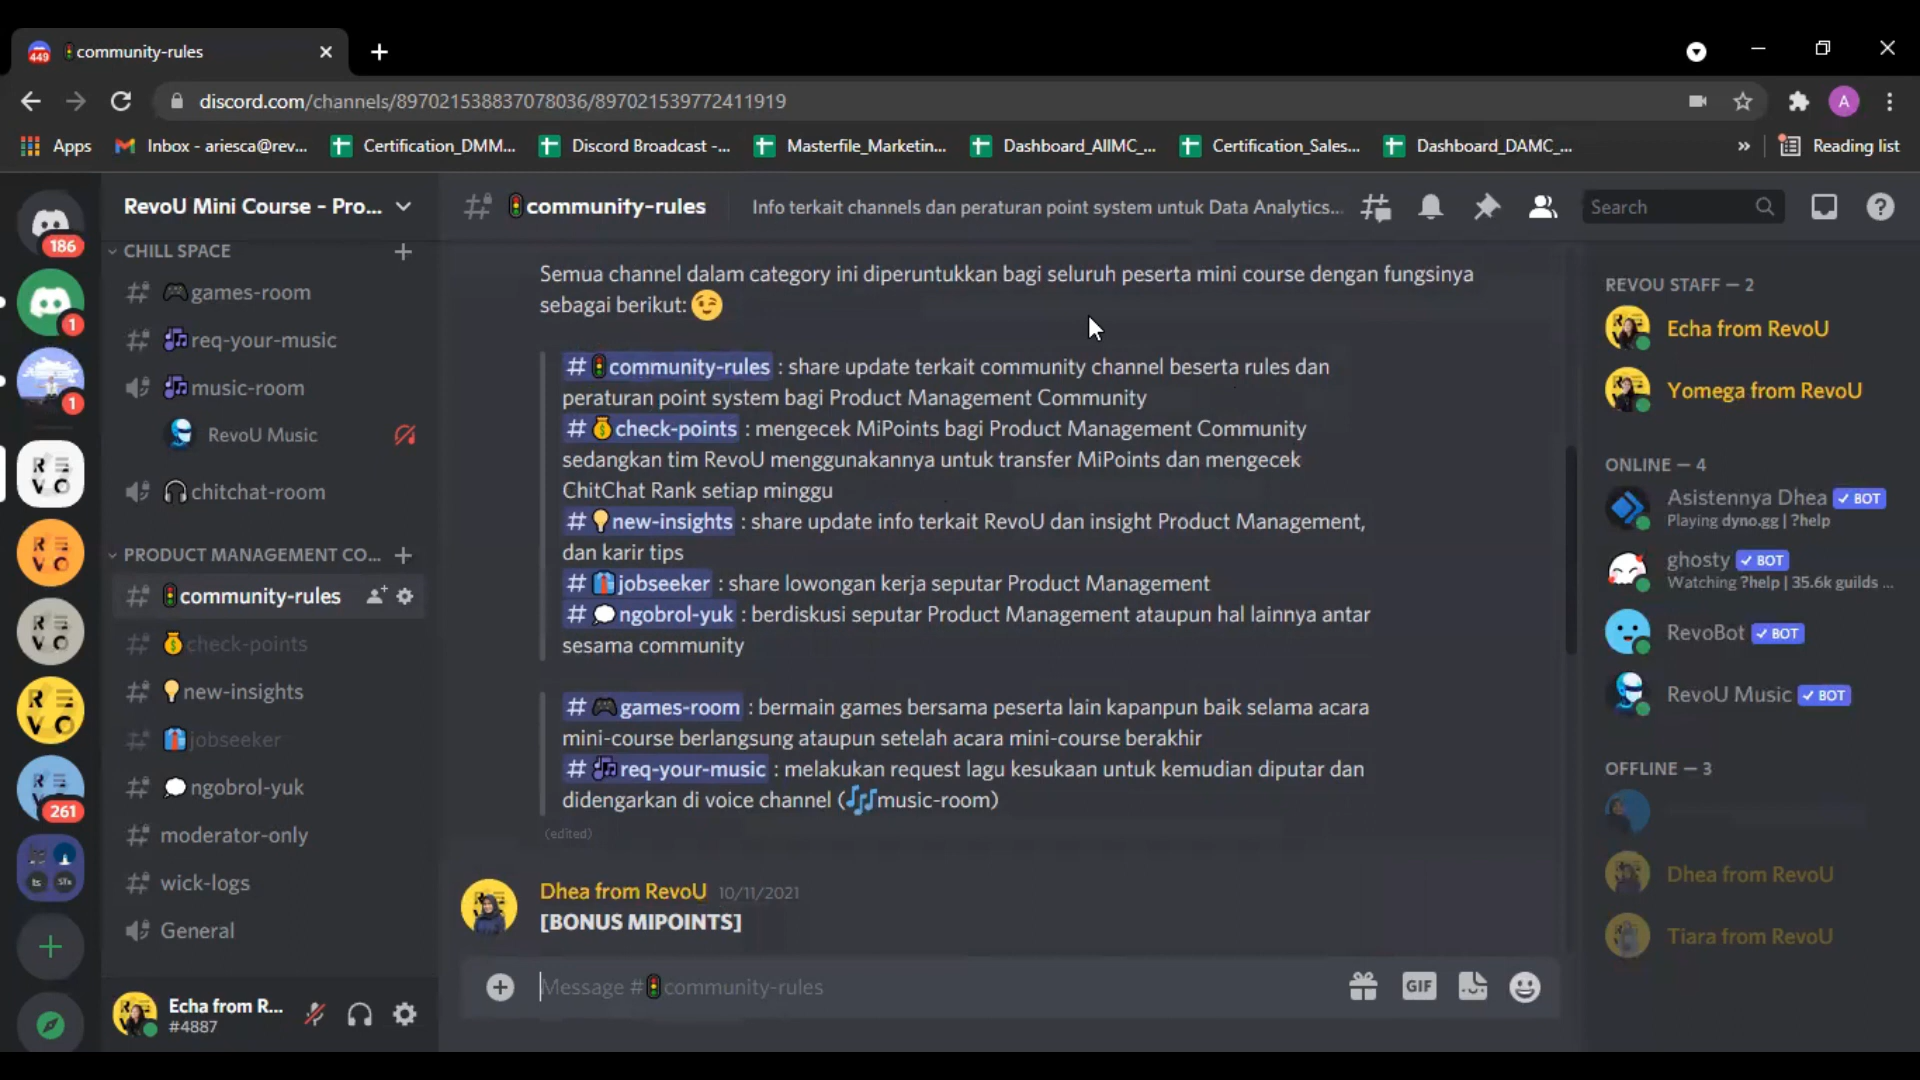 449 🚦community-rules
discord.com/channels/897021538837078036/897021539772411919 A
Apps Inbox - ariesca@rev... Certification_DMM... Discord Broadcast -... Masterfile_Marketin... Dashboard_AllMC_... Certification_Sales... Dashboard_DAMC_... » Reading list
RevoU Mini Course - Pro...
# 🚦community-rules Info terkait channels dan peraturan point system untuk Data Analytics... Search
186
1
1
261
CHILL SPACE
🎮games-room
🎶req-your-music
🎶music-room
RevoU Music
🎧chitchat-room
PRODUCT MANAGEMENT CO...
🚦community-rules
💰check-points
💡new-insights
👔jobseeker
💭ngobrol-yuk
moderator-only
wick-logs
General
Echa from R...
#4887
Semua channel dalam category ini diperuntukkan bagi seluruh peserta mini course dengan fungsinya
sebagai berikut: 😉
# 🚦community-rules : share update terkait community channel beserta rules dan
peraturan point system bagi Product Management Community
# 💰check-points : mengecek MiPoints bagi Product Management Community
sedangkan tim RevoU menggunakannya untuk transfer MiPoints dan mengecek
ChitChat Rank setiap minggu
# 💡new-insights : share update info terkait RevoU dan insight Product Management,
dan karir tips
# 👔jobseeker : share lowongan kerja seputar Product Management
# 💭ngobrol-yuk : berdiskusi seputar Product Management ataupun hal lainnya antar
sesama community
# 🎮games-room : bermain games bersama peserta lain kapanpun baik selama acara
mini-course berlangsung ataupun setelah acara mini-course berakhir
# 🎶req-your-music : melakukan request lagu kesukaan untuk kemudian diputar dan
didengarkan di voice channel (🎶music-room)
(edited)
Dhea from RevoU 10/11/2021
[BONUS MIPOINTS]
Message #🚦community-rules
GIF
REVOU STAFF — 2
Echa from RevoU
Yomega from RevoU
ONLINE — 4
Asistennya Dhea ✓ BOT
Playing dyno.gg | ?help
ghosty ✓ BOT
Watching ?help | 35.6k guilds ...
RevoBot ✓ BOT
RevoU Music ✓ BOT
OFFLINE — 3
Dhea from RevoU
Tiara from RevoU